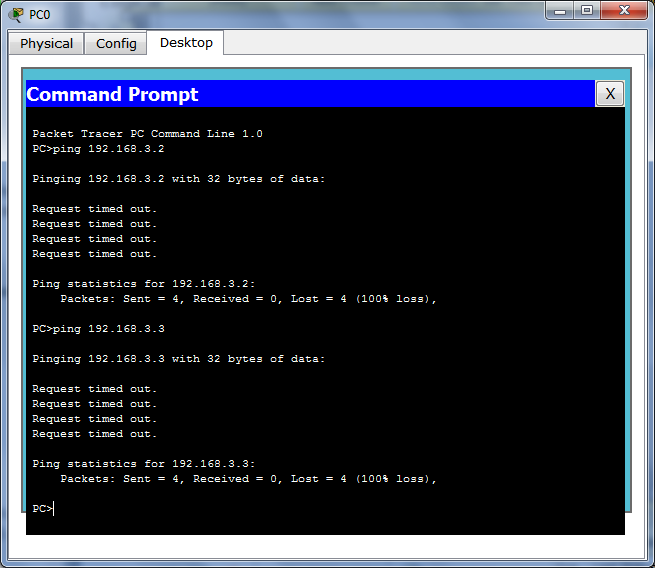 PC0
Physical Config Desktop
Command Prompt X
Packet Tracer PC Command Line 1.0
PC>ping 192.168.3.2
Pinging 192.168.3.2 with 32 bytes of data:
Request timed out.
Request timed out.
Request timed out.
Request timed out.
Ping statistics for 192.168.3.2:
Packets: Sent = 4, Received = 0, Lost = 4 (100% loss),
PC>ping 192.168.3.3
Pinging 192.168.3.3 with 32 bytes of data:
Request timed out.
Request timed out.
Request timed out.
Request timed out.
Ping statistics for 192.168.3.3:
Packets: Sent = 4, Received = 0, Lost = 4 (100% loss),
PC>